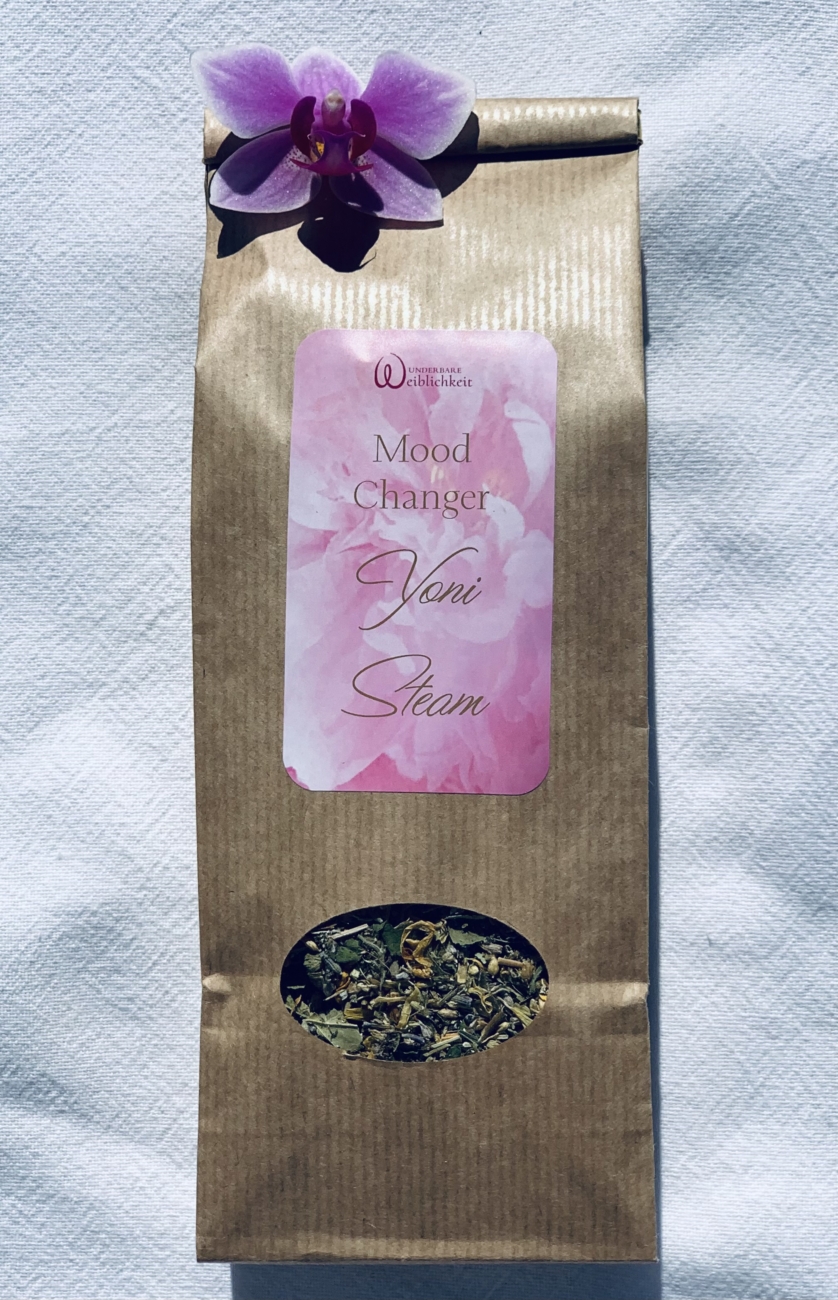 WUNDERBARE
Weiblichkeit
Mood
Changer
Yoni
Steam